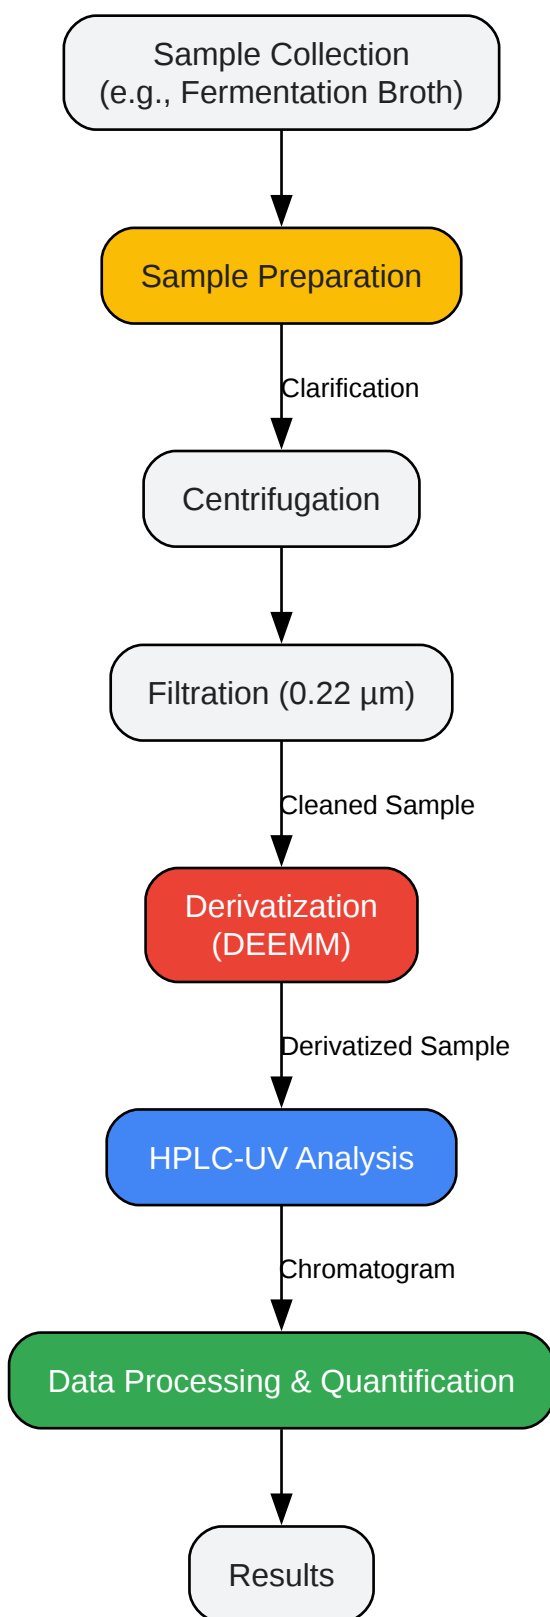 Sample Collection
(e.g., Fermentation Broth)
Sample Preparation
Clarification
Centrifugation
Filtration (0.22 µm)
Cleaned Sample
Derivatization
(DEEMM)
Derivatized Sample
HPLC-UV Analysis
Chromatogram
Data Processing & Quantification
Results